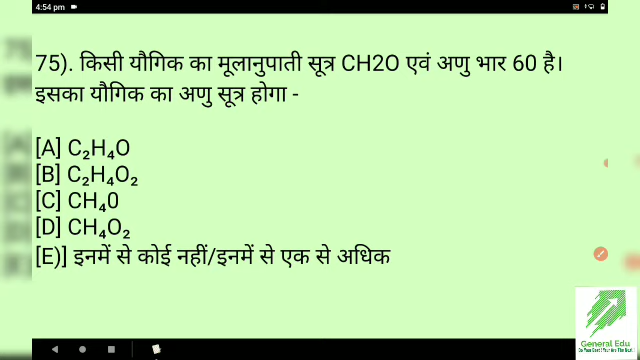 4:54 pm
75). किसी यौगिक का मूलानुपाती सूत्र CH2O एवं अणु भार 60 है।
इसका यौगिक का अणु सूत्र होगा -
[A] C₂H₄O
[B] C₂H₄O₂
[C] CH₄0
[D] CH₄O₂
[E)] इनमें से कोई नहीं/इनमें से एक से अधिक
General Edu